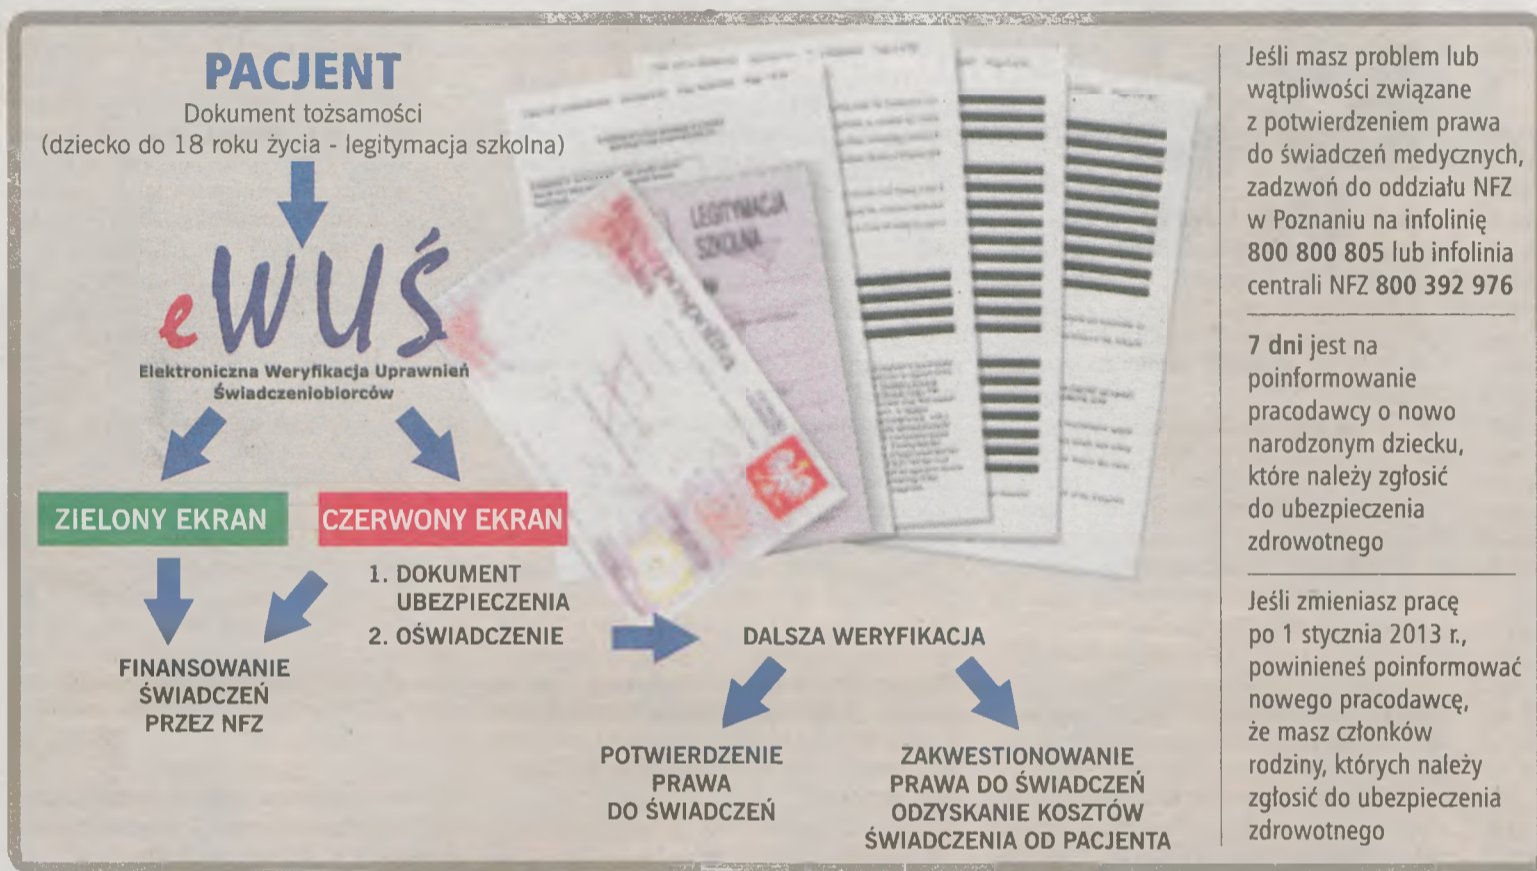 PACJENT
Dokument tożsamości
(dziecko do 18 roku życia - legitymacja szkolna)
eWUŚ
Elektroniczna Weryfikacja Uprawnień
Świadczeniobiorców
ZIELONY EKRAN
CZERWONY EKRAN
1. DOKUMENT
UBEZPIECZENIA
2. OŚWIADCZENIE
FINANSOWANIE
ŚWIADCZEŃ
PRZEZ NFZ
DALSZA WERYFIKACJA
POTWIERDZENIE
PRAWA
DO ŚWIADCZEŃ
ZAKWESTIONOWANIE
PRAWA DO ŚWIADCZEŃ
ODZYSKANIE KOSZTÓW
ŚWIADCZENIA OD PACJENTA
LEGITYMACJA
SZKOLNA
Jeśli masz problem lub
wątpliwości związane
z potwierdzeniem prawa
do świadczeń medycznych,
zadzwoń do oddziału NFZ
w Poznaniu na infolinię
800 800 805 lub infolinia
centrali NFZ 800 392 976
7 dni jest na
poinformowanie
pracodawcy o nowo
narodzonym dziecku,
które należy zgłosić
do ubezpieczenia
zdrowotnego
Jeśli zmieniasz pracę
po 1 stycznia 2013 r.,
powinieneś poinformować
nowego pracodawcę,
że masz członków
rodziny, których należy
zgłosić do ubezpieczenia
zdrowotnego